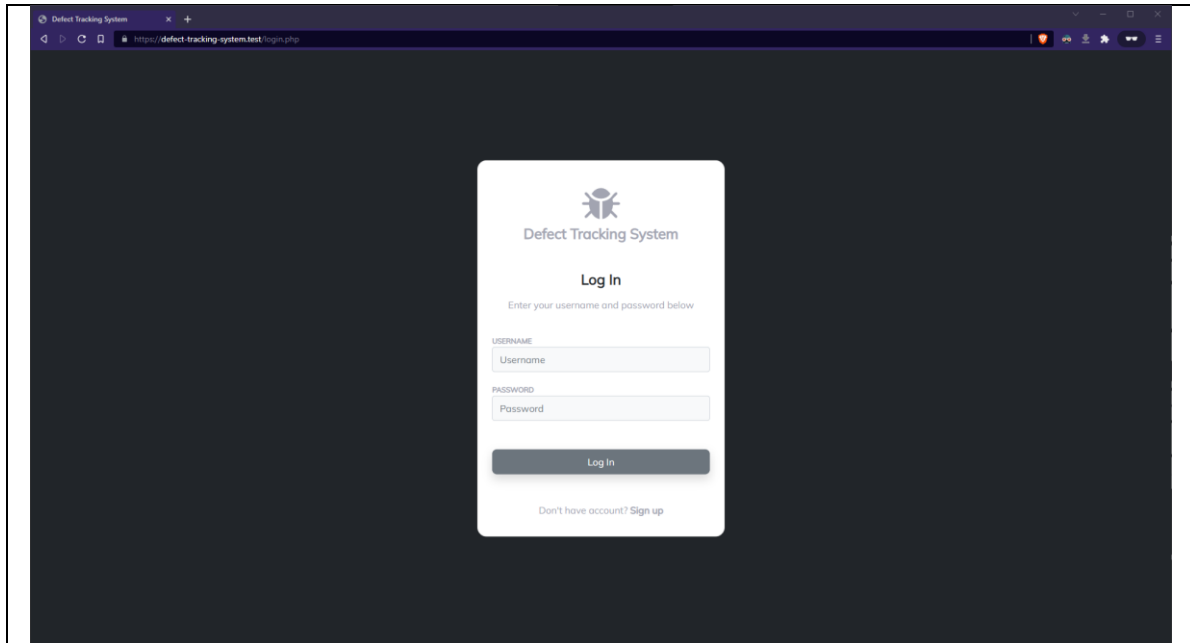 Defect Tracking System
https://defect-tracking-system.test/login.php
Defect Tracking System
Log In
Enter your username and password below
USERNAME
Username
PASSWORD
Password
Log In
Don't have account? Sign up